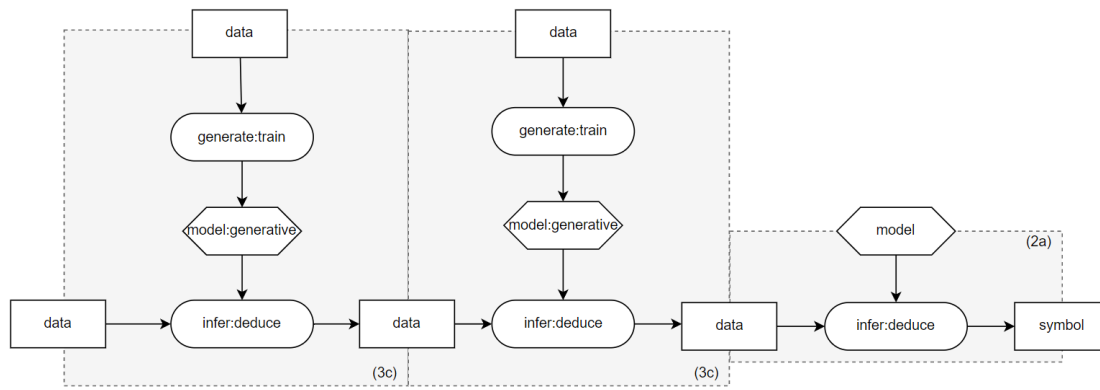 data
data
generate:train
generate:train
model:generative
model:generative
model
(2a)
data
infer:deduce
data
infer:deduce
data
infer:deduce
symbol
(3c)
(3c)